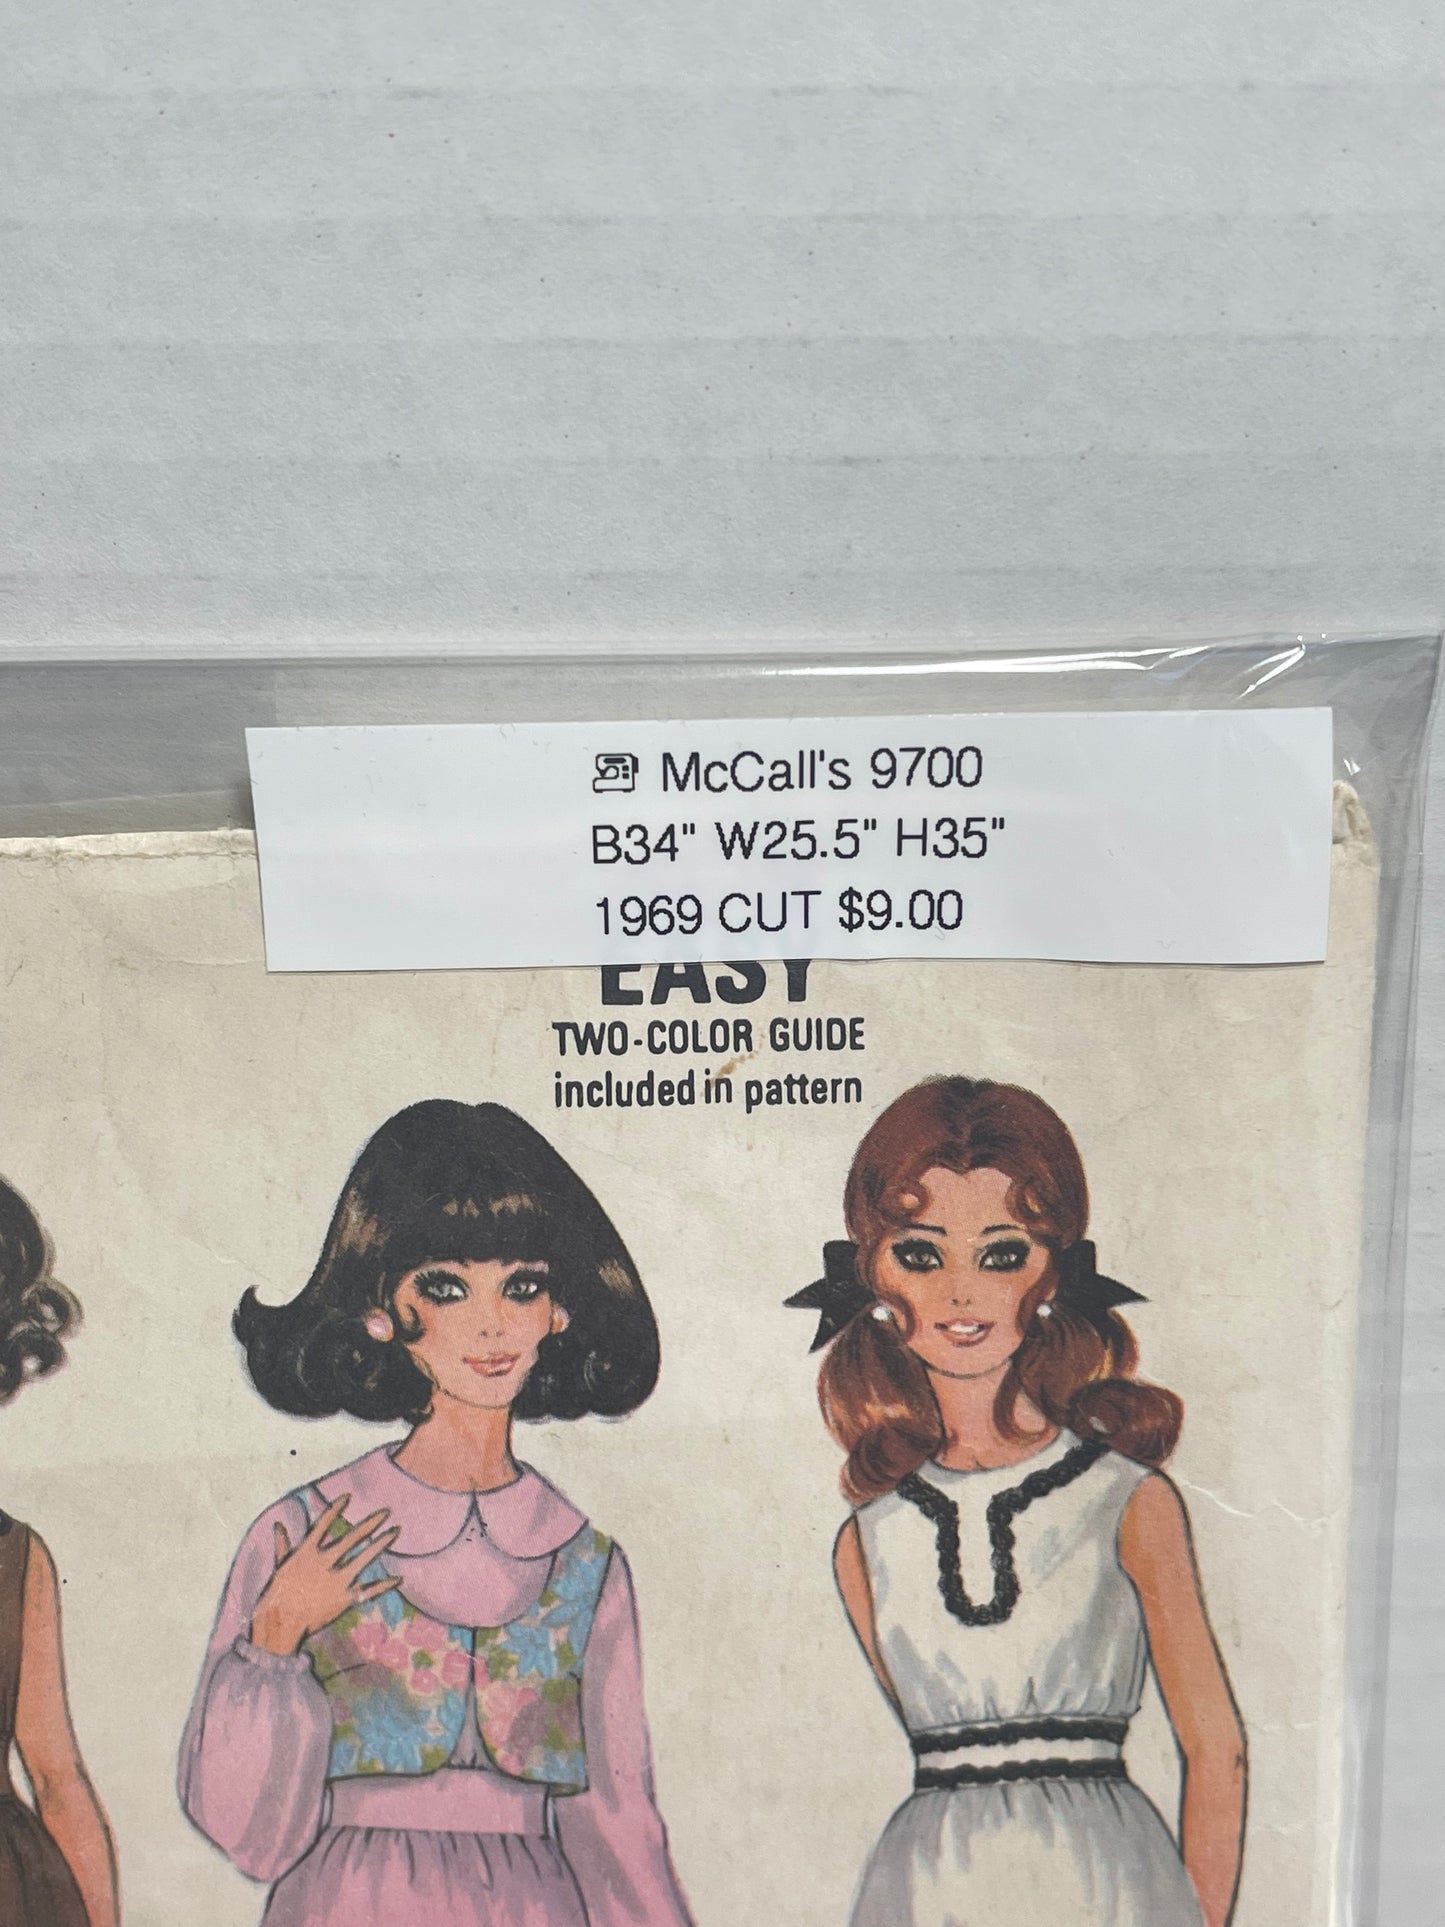 McCall's 9700
B34" W25.5" H35"
1969 CUT $9.00
EASY
TWO-COLOR GUIDE
included in pattern